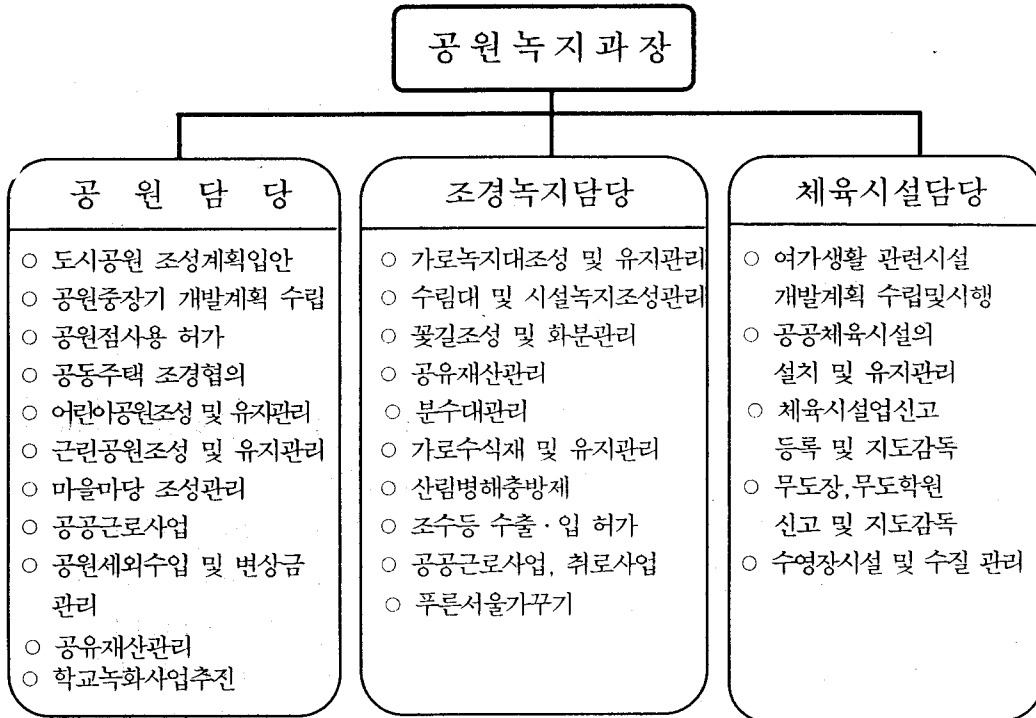 공원녹지과장
공 원 담 당
○ 도시공원 조성계획입안
○ 공원중장기 개발계획 수립
○ 공원점사용 허가
○ 공동주택 조경협의
○ 어린이공원조성 및 유지관리
○ 근린공원조성 및 유지관리
○ 마을마당 조성관리
○ 공공근로사업
○ 공원세외수입 및 변상금
관리
○ 공유재산관리
○ 학교녹화사업추진
조경녹지담당
○ 가로녹지대조성 및 유지관리
○ 수림대 및 시설녹지조성관리
○ 꽃길조성 및 화분관리
○ 공유재산관리
○ 분수대관리
○ 가로수식재 및 유지관리
○ 산림병해충방제
○ 조수등 수출·입 허가
○ 공공근로사업, 취로사업
○ 푸른서울가꾸기
체육시설담당
○ 여가생활 관련시설
개발계획 수립및시행
○ 공공체육시설의
설치 및 유지관리
○ 체육시설업신고
등록 및 지도감독
○ 무도장,무도학원
신고 및 지도감독
○ 수영장시설 및 수질 관리